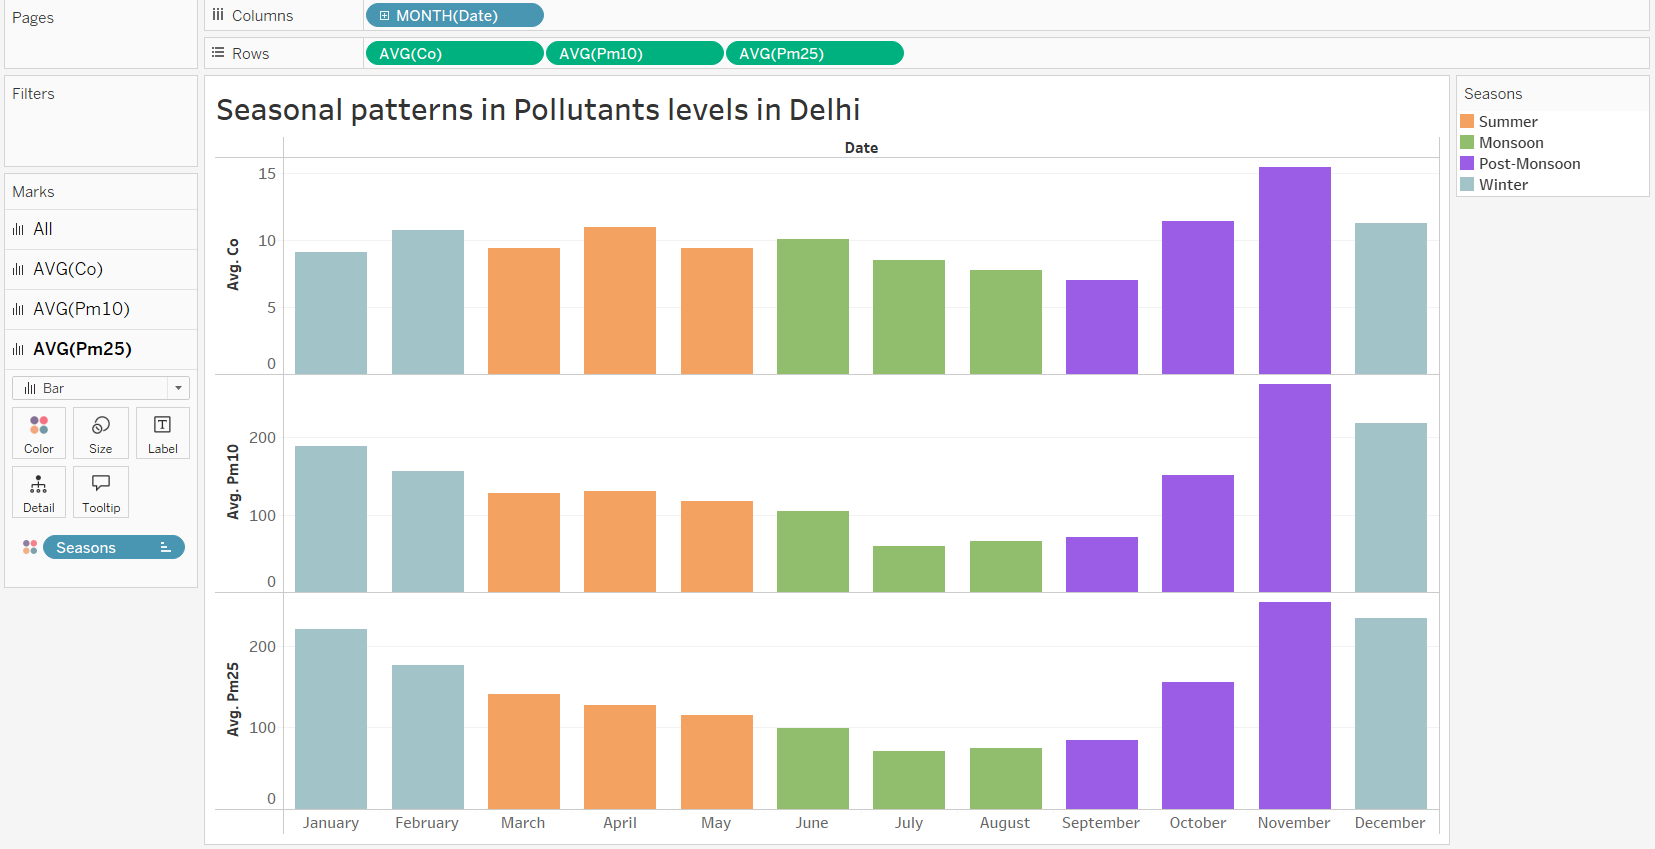 Pages
Columns
MONTH(Date)
Rows
AVG(Co)
AVG(Pm10)
AVG(Pm25)
Filters
Marks
All
AVG(Co)
AVG(Pm10)
AVG(Pm25)
Bar
Color
Size
Label
Detail
Tooltip
Seasons
Seasonal patterns in Pollutants levels in Delhi
Date
Avg. Co
15
10
5
0
Avg. Pm10
200
100
0
Avg. Pm25
200
100
0
January February March April May June July August September October November December
Seasons
Summer
Monsoon
Post-Monsoon
Winter